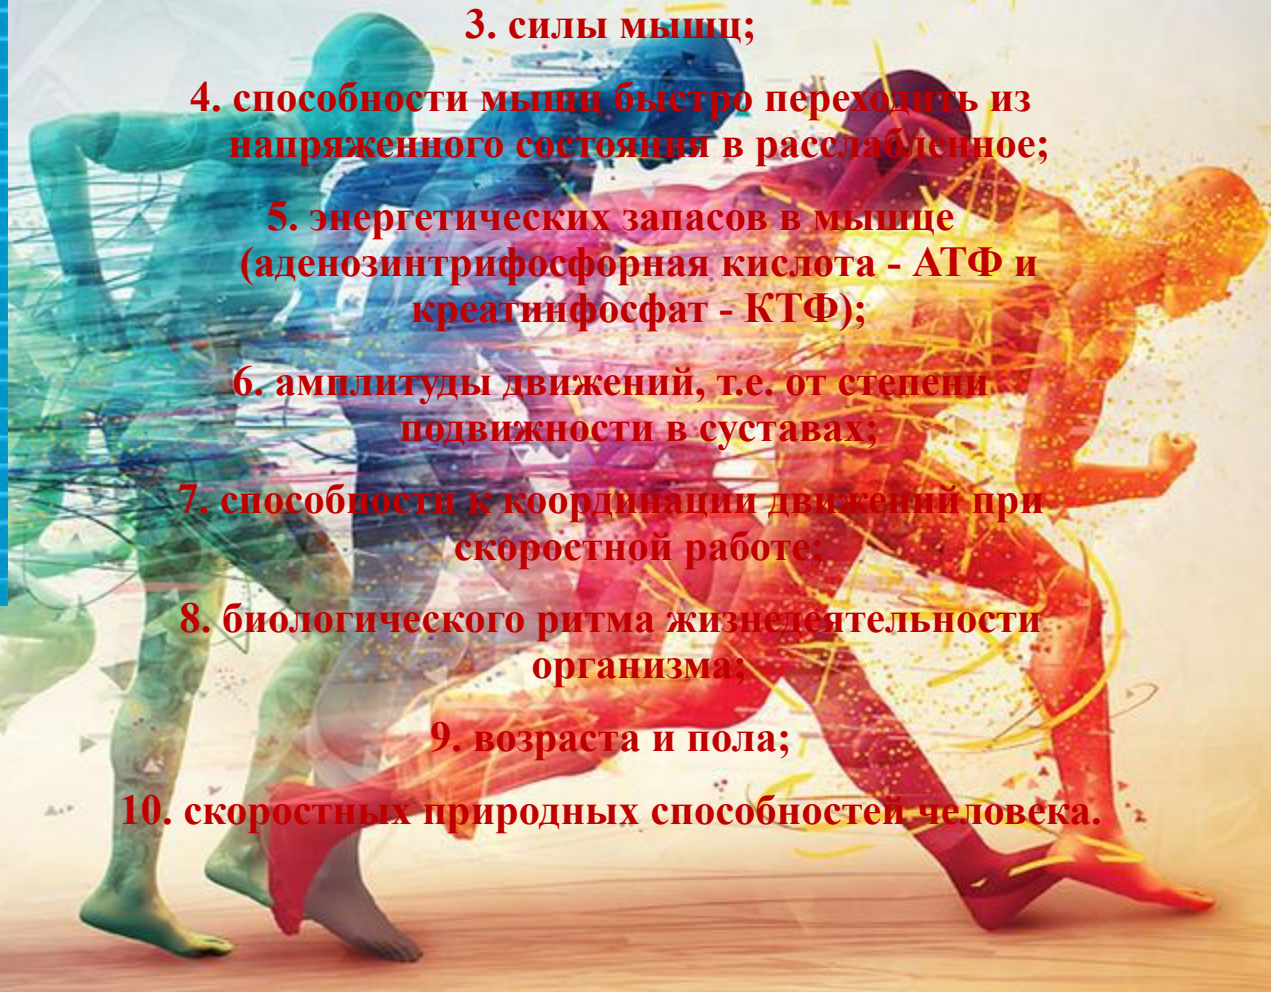 3. силы мышц;
4. способности мышц быстро переходить из
напряженного состояния в расслабленное;
5. энергетических запасов в мышце
(аденозинтрифосфорная кислота - АТФ и
креатинфосфат - КТФ);
6. амплитуды движений, т.е. от степени
подвижности в суставах;
7. способности к координации движений при
скоростной работе;
8. биологического ритма жизнедеятельности
организма;
9. возраста и пола;
10. скоростных природных способностей человека.